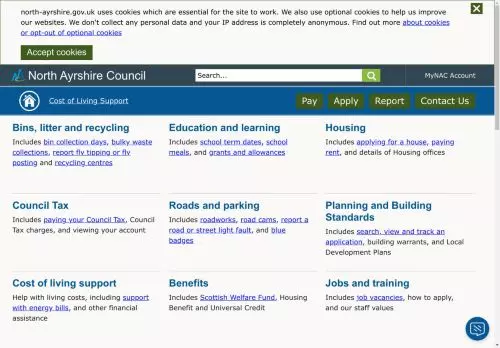 north-ayrshire.gov.uk uses cookies which are essential for the site to work. We also use optional cookies to help us improve
our websites. We don't collect any personal data and your IP address is completely anonymous. Find out more about cookies
or opt-out of optional cookies
Accept cookies
North Ayrshire Council
Search...
MyNAC Account
Cost of Living Support
Pay
Apply
Report
Contact Us
Bins, litter and recycling
Includes bin collection days, bulky waste
collections, report fly tipping or fly
posting and recycling centres
Education and learning
Includes school term dates, school
meals, and grants and allowances
Housing
Includes applying for a house, paying
rent, and details of Housing offices
Council Tax
Includes paying your Council Tax, Council
Tax charges, and viewing your account
Roads and parking
Includes roadworks, road cams, report a
road or street light fault, and blue
badges
Planning and Building
Standards
Includes search, view and track an
application, building warrants, and Local
Development Plans
Cost of living support
Help with living costs, including support
with energy bills, and other financial
assistance
Benefits
Includes Scottish Welfare Fund, Housing
Benefit and Universal Credit
Jobs and training
Includes job vacancies, how to apply,
and our staff values